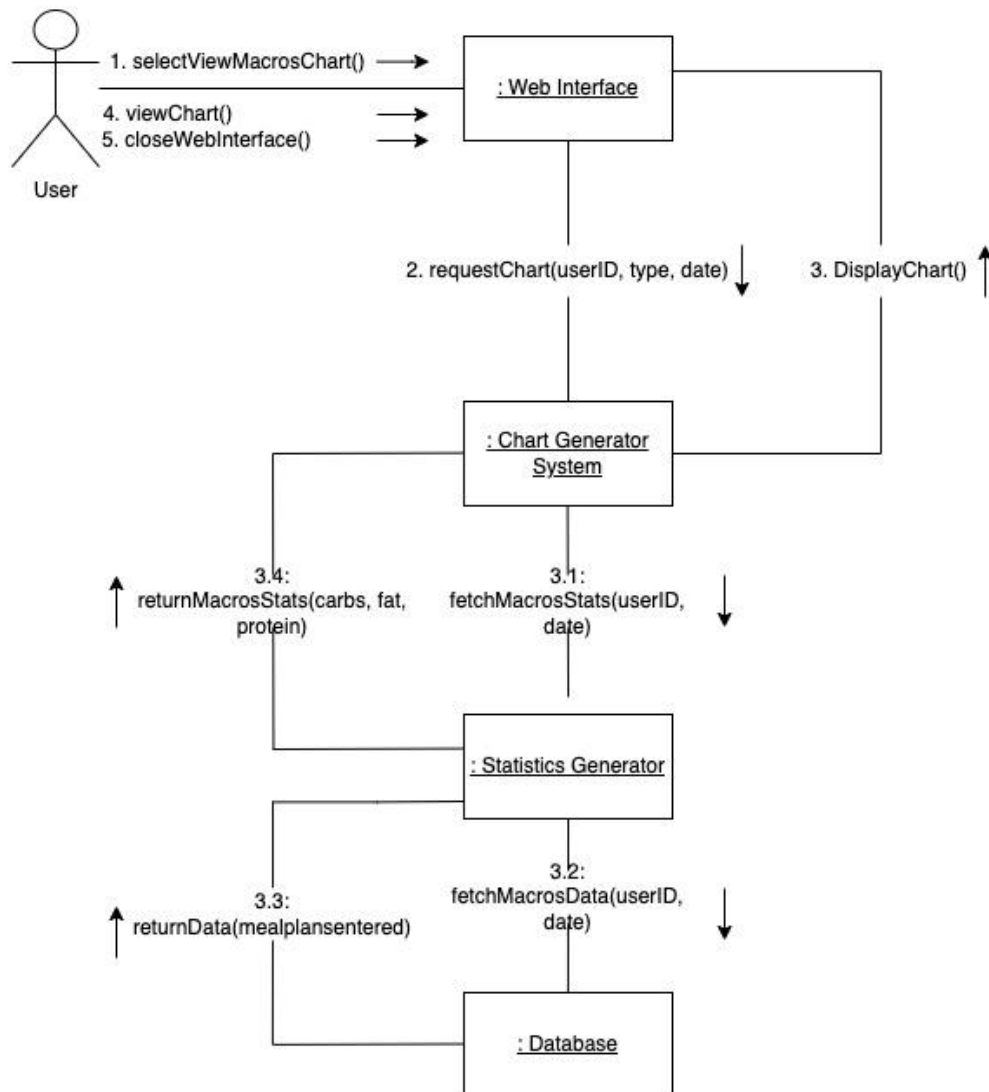 1. selectViewMacrosChart()
: Web Interface
4. viewChart()
5. closeWebInterface()
User
2. requestChart(userID, type, date)
3. DisplayChart()
: Chart Generator
System
3.4:
returnMacrosStats(carbs, fat,
protein)
3.1:
fetchMacrosStats(userID,
date)
: Statistics Generator
3.3:
returnData(mealplansentered)
3.2:
fetchMacrosData(userID,
date)
: Database